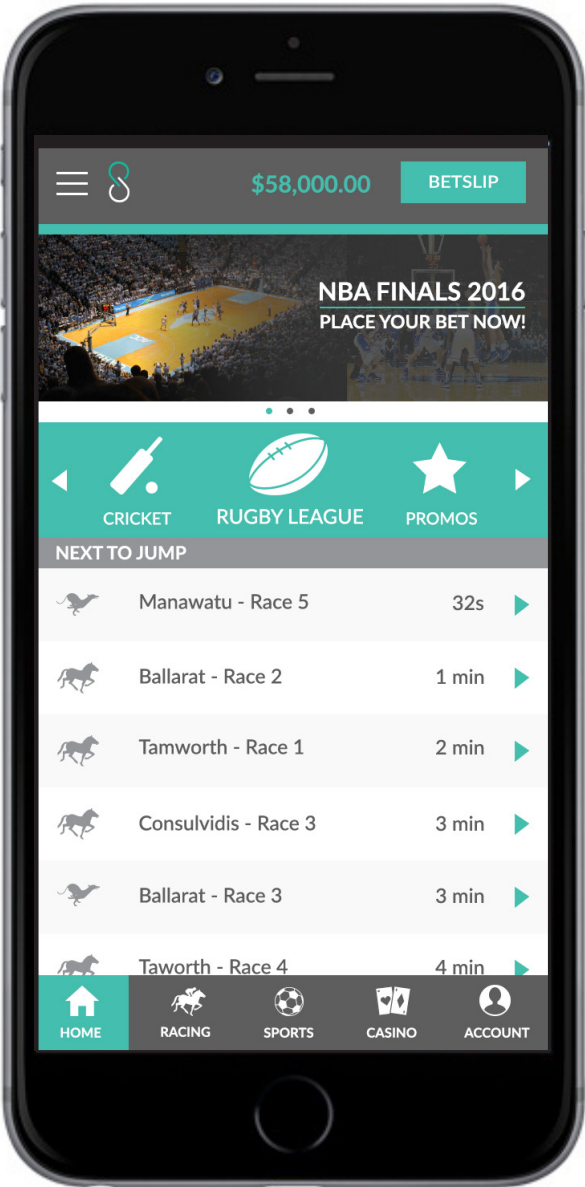 $58,000.00 BETSLIP
NBA FINALS 2016
PLACE YOUR BET NOW!
CRICKET RUGBY LEAGUE PROMOS
NEXT TO JUMP
Manawatu - Race 5 32s
Ballarat - Race 2 1 min
Tamworth - Race 1 2 min
Consulvidis - Race 3 3 min
Ballarat - Race 3 3 min
Taworth - Race 4 4 min
HOME RACING SPORTS CASINO ACCOUNT